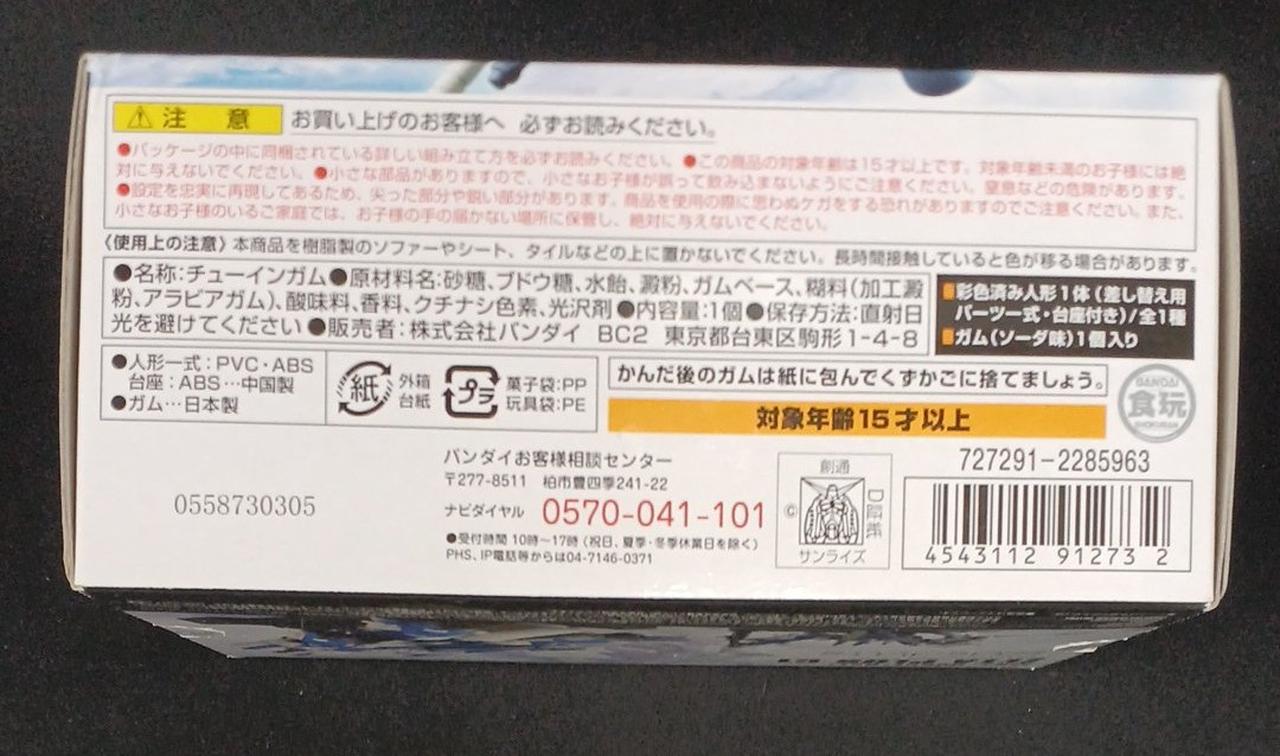 注 意 お買い上げのお客様へ 必ずお読みください。
●パッケージの中に同梱されている詳しい組み立て方を必ずお読みください。●この商品の対象年齢は15才以上です。対象年齢未満のお子様には絶
対に与えないでください。●小さな部品がありますので、小さなお子様が誤って飲み込まないようにご注意ください。窒息などの危険があります。
●設定を忠実に再現してあるため、尖った部分や鋭い部分があります。商品を使用の際に思わぬケガをする恐れがありますのでご注意ください。また、
小さなお子様のいるご家庭では、お子様の手の届かない場所に保管し、絶対に与えないでください。
〈使用上の注意〉本商品を樹脂製のソファーやシート、タイルなどの上に置かないでください。長時間接触していると色が移る場合があります。
●名称:チューインガム●原材料名:砂糖、ブドウ糖、水飴、澱粉、ガムベース、糊料(加工澱
粉、アラビアガム)、酸味料、香料、クチナシ色素、光沢剤●内容量:1個●保存方法:直射日
光を避けてください●販売者:株式会社バンダイ BC2 東京都台東区駒形1-4-8
彩色済み人形1体(差し替え用
パーツ一式・台座付き)/全1種
ガム(ソーダ味)1個入り
●人形一式:PVC・ABS
台座:ABS…中国製
●ガム…日本製
紙 外箱
台紙
プラ 菓子袋:PP
玩具袋:PE
かんだ後のガムは紙に包んでくずかごに捨てましょう。
対象年齢15才以上
BANDAI
食玩
SHOKUGAN
0558730305
バンダイお客様相談センター
〒277-8511 柏市豊四季241-22
ナビダイヤル 0570-041-101
●受付時間 10時〜17時(祝日、夏季・冬季休業日を除く)
PHS、IP電話等からは04-7146-0371
創通
©
サンライズ
727291-2285963
4543112 91273 2